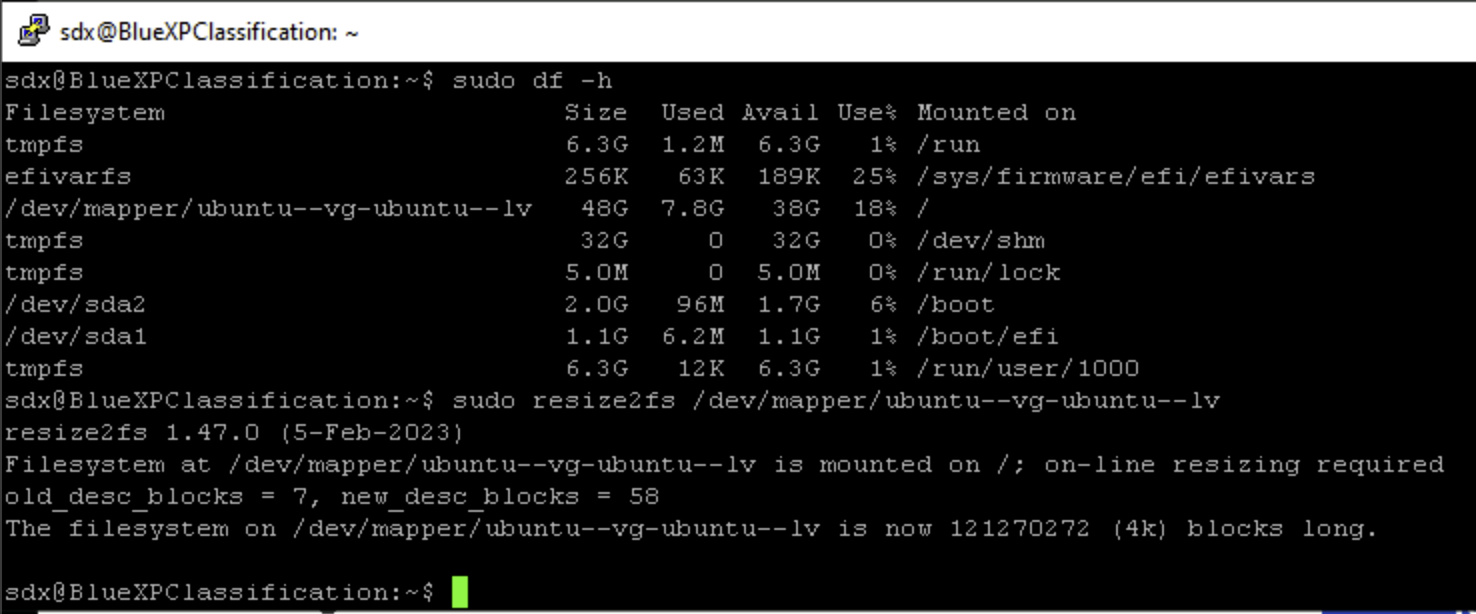 sdx@BlueXPClassification: ~
sdx@BlueXPClassification:~$ sudo df -h
Filesystem                         Size  Used Avail Use% Mounted on
tmpfs                              6.3G  1.2M  6.3G   1% /run
efivarfs                           256K   63K  189K  25% /sys/firmware/efi/efivars
/dev/mapper/ubuntu--vg-ubuntu--lv   48G  7.8G   38G  18% /
tmpfs                               32G     0   32G   0% /dev/shm
tmpfs                              5.0M     0  5.0M   0% /run/lock
/dev/sda2                          2.0G   96M  1.7G   6% /boot
/dev/sda1                          1.1G  6.2M  1.1G   1% /boot/efi
tmpfs                              6.3G   12K  6.3G   1% /run/user/1000
sdx@BlueXPClassification:~$ sudo resize2fs /dev/mapper/ubuntu--vg-ubuntu--lv
resize2fs 1.47.0 (5-Feb-2023)
Filesystem at /dev/mapper/ubuntu--vg-ubuntu--lv is mounted on /; on-line resizing required
old_desc_blocks = 7, new_desc_blocks = 58
The filesystem on /dev/mapper/ubuntu--vg-ubuntu--lv is now 121270272 (4k) blocks long.
sdx@BlueXPClassification:~$